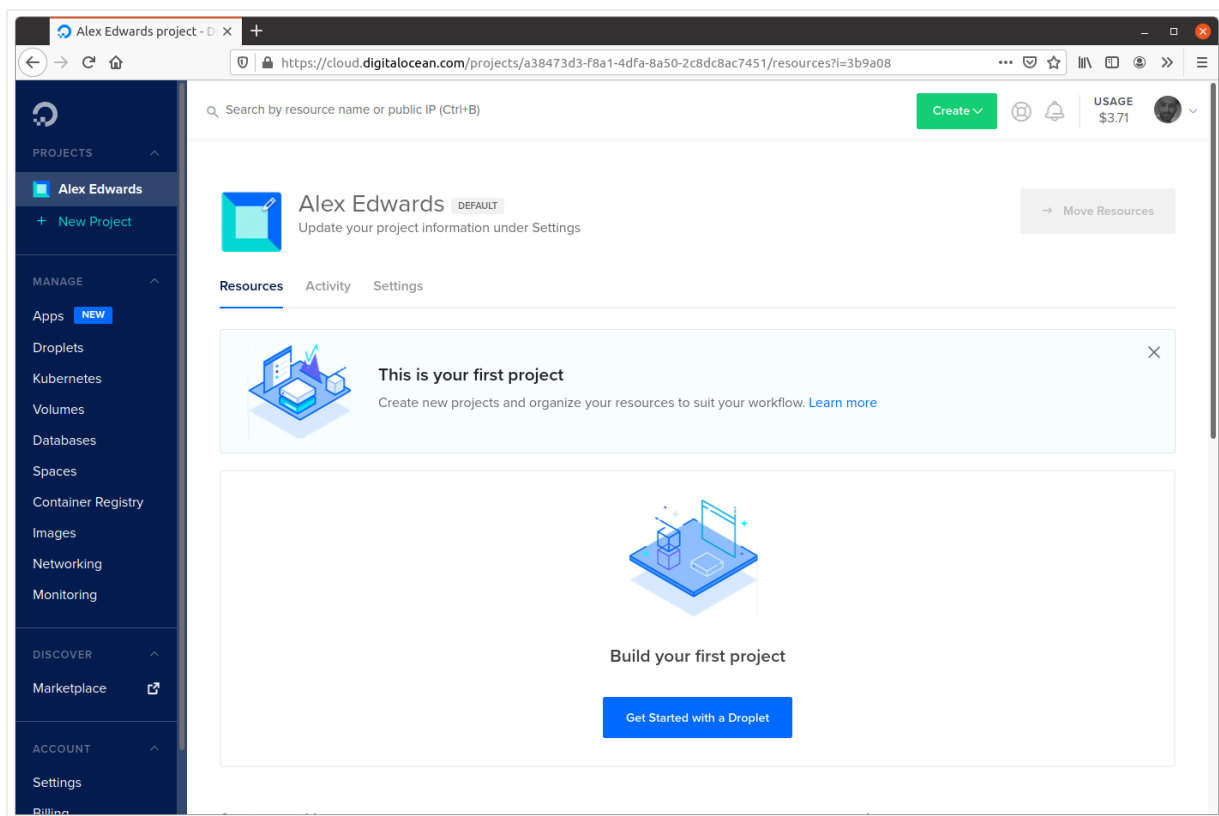 Alex Edwards project - D
https://cloud.digitalocean.com/projects/a38473d3-f8a1-4dfa-8a50-2c8dc8ac7451/resources?i=3b9a08
Search by resource name or public IP (Ctrl+B)
Create
USAGE
$3.71
PROJECTS
Alex Edwards
+ New Project
MANAGE
Apps NEW
Droplets
Kubernetes
Volumes
Databases
Spaces
Container Registry
Images
Networking
Monitoring
DISCOVER
Marketplace
ACCOUNT
Settings
Billing
Alex Edwards DEFAULT
Update your project information under Settings
→ Move Resources
Resources Activity Settings
This is your first project
Create new projects and organize your resources to suit your workflow. Learn more
Build your first project
Get Started with a Droplet